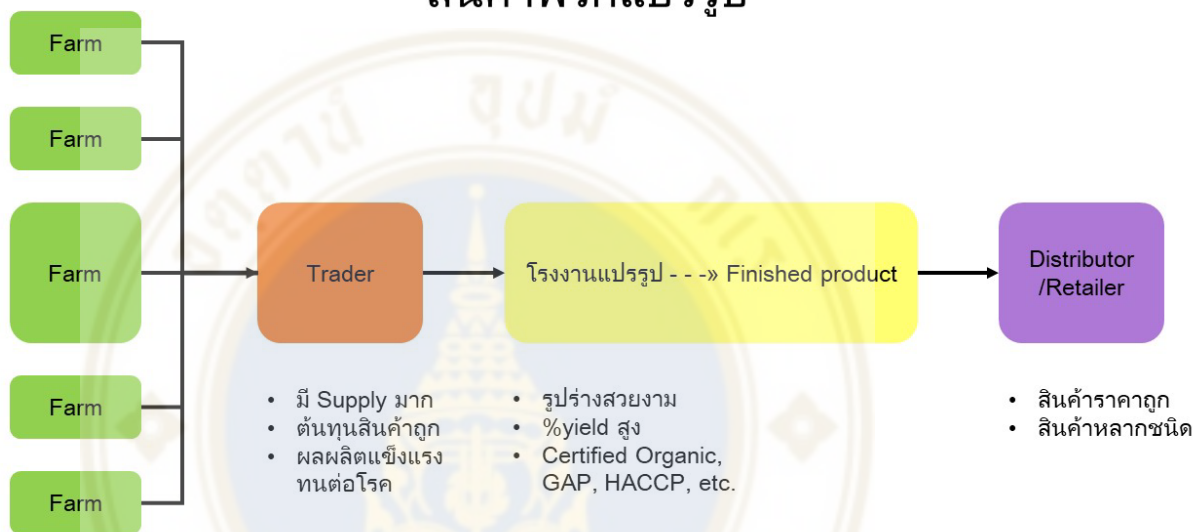 Farm
Farm
Farm
Farm
Farm
Trader
โรงงานแปรรูป - - -» Finished product
Distributor
/Retailer
• มี Supply มาก
• ต้นทุนสินค้าถูก
• ผลผลิตแข็งแรง
ทนต่อโรค
• รูปร่างสวยงาม
• %yield สูง
• Certified Organic,
GAP, HACCP, etc.
• สินค้าราคาถูก
• สินค้าหลากชนิด